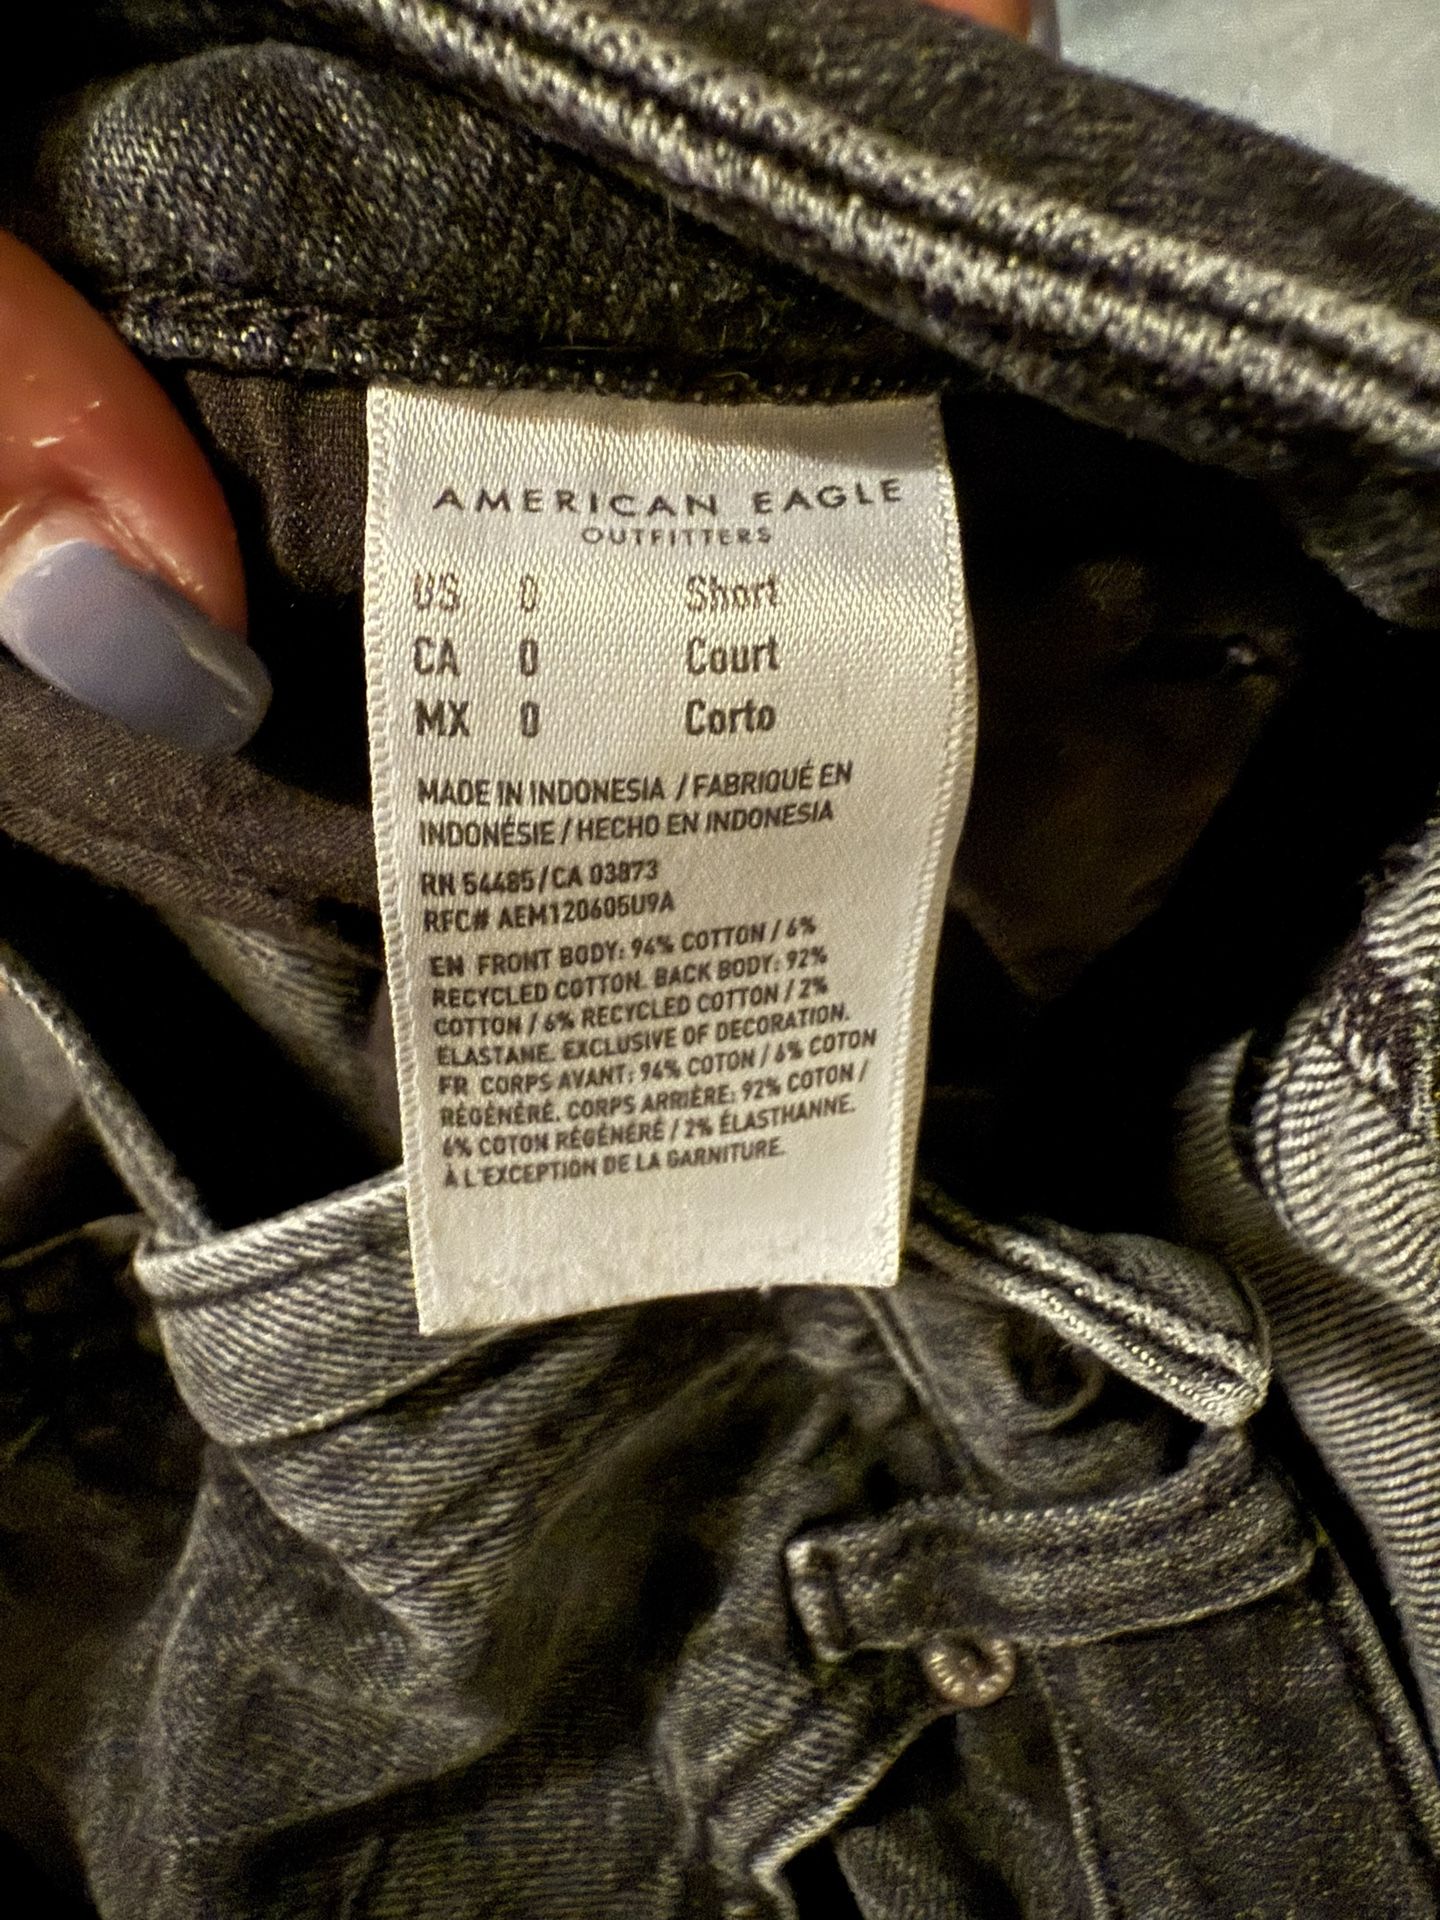 AMERICAN EAGLE
OUTFITTERS
US 0 Short
CA 0 Court
MX 0 Corto
MADE IN INDONESIA / FABRIQUÉ EN
INDONÉSIE / HECHO EN INDONESIA
RN 54485/CA 03873
RFC# AEM120605U9A
EN FRONT BODY: 94% COTTON / 6%
RECYCLED COTTON. BACK BODY: 92%
COTTON / 6% RECYCLED COTTON / 2%
ELASTANE. EXCLUSIVE OF DECORATION.
FR CORPS AVANT: 94% COTON / 6% COTON
RÉGÉNÉRÉ. CORPS ARRIÈRE: 92% COTON /
6% COTON RÉGÉNÉRÉ / 2% ÉLASTHANNE.
À L'EXCEPTION DE LA GARNITURE.